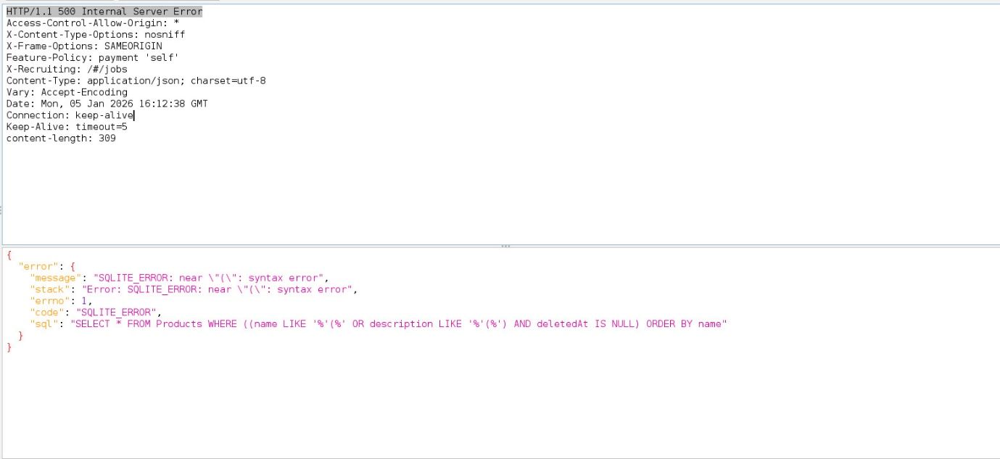 HTTP/1.1 500 Internal Server Error
Access-Control-Allow-Origin: *
X-Content-Type-Options: nosniff
X-Frame-Options: SAMEORIGIN
Feature-Policy: payment 'self'
X-Recruiting: /#/jobs
Content-Type: application/json; charset=utf-8
Vary: Accept-Encoding
Date: Mon, 05 Jan 2026 16:12:38 GMT
Connection: keep-alive
Keep-Alive: timeout=5
content-length: 309
{
  "error": {
    "message": "SQLITE_ERROR: near \"(\": syntax error",
    "stack": "Error: SQLITE_ERROR: near \"(\": syntax error",
    "errno": 1,
    "code": "SQLITE_ERROR",
    "sql": "SELECT * FROM Products WHERE ((name LIKE '%'(%' OR description LIKE '%'(%') AND deletedAt IS NULL) ORDER BY name"
  }
}